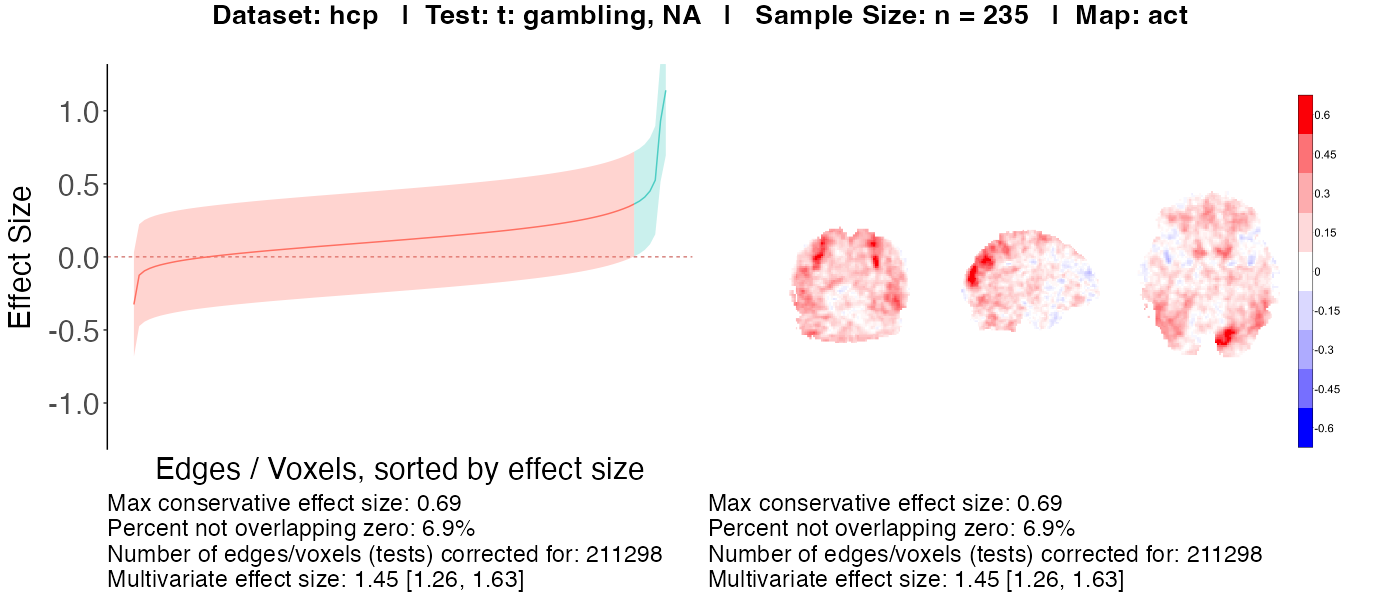 Dataset: hcp | Test: t: gambling, NA | Sample Size: n = 235 | Map: act
Effect Size
1.0
0.5
0.0
-0.5
-1.0
Edges / Voxels, sorted by effect size
Max conservative effect size: 0.69
Percent not overlapping zero: 6.9%
Number of edges/voxels (tests) corrected for: 211298
Multivariate effect size: 1.45 [1.26, 1.63]
0.6
0.45
0.3
0.15
0
-0.15
-0.3
-0.45
-0.6
Max conservative effect size: 0.69
Percent not overlapping zero: 6.9%
Number of edges/voxels (tests) corrected for: 211298
Multivariate effect size: 1.45 [1.26, 1.63]